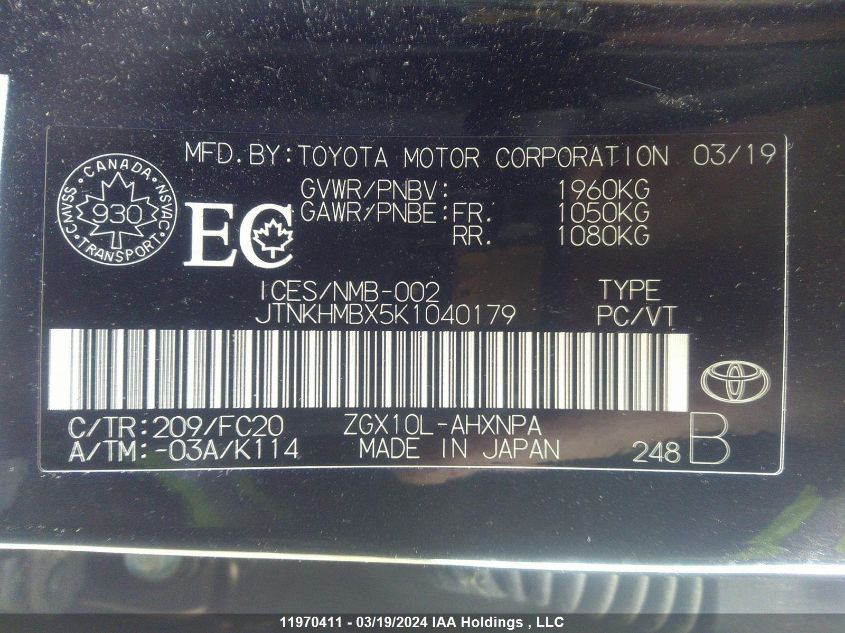 MFD.BY:TOYOTA MOTOR CORPORATION 03/19
CANADA
CMVSS 930 NSVAC
TRANSPORT
GVWR/PNBV: 1960KG
GAWR/PNBE:FR. 1050KG
RR. 1080KG
EC
ICES/NMB-002 TYPE
JTNKHMBX5K1040179 PC/VT
C/TR:209/FC20 ZGX10L-AHXNPA
A/TM:-03A/K114 MADE IN JAPAN 248 B
11970411 - 03/19/2024 IAA Holdings , LLC